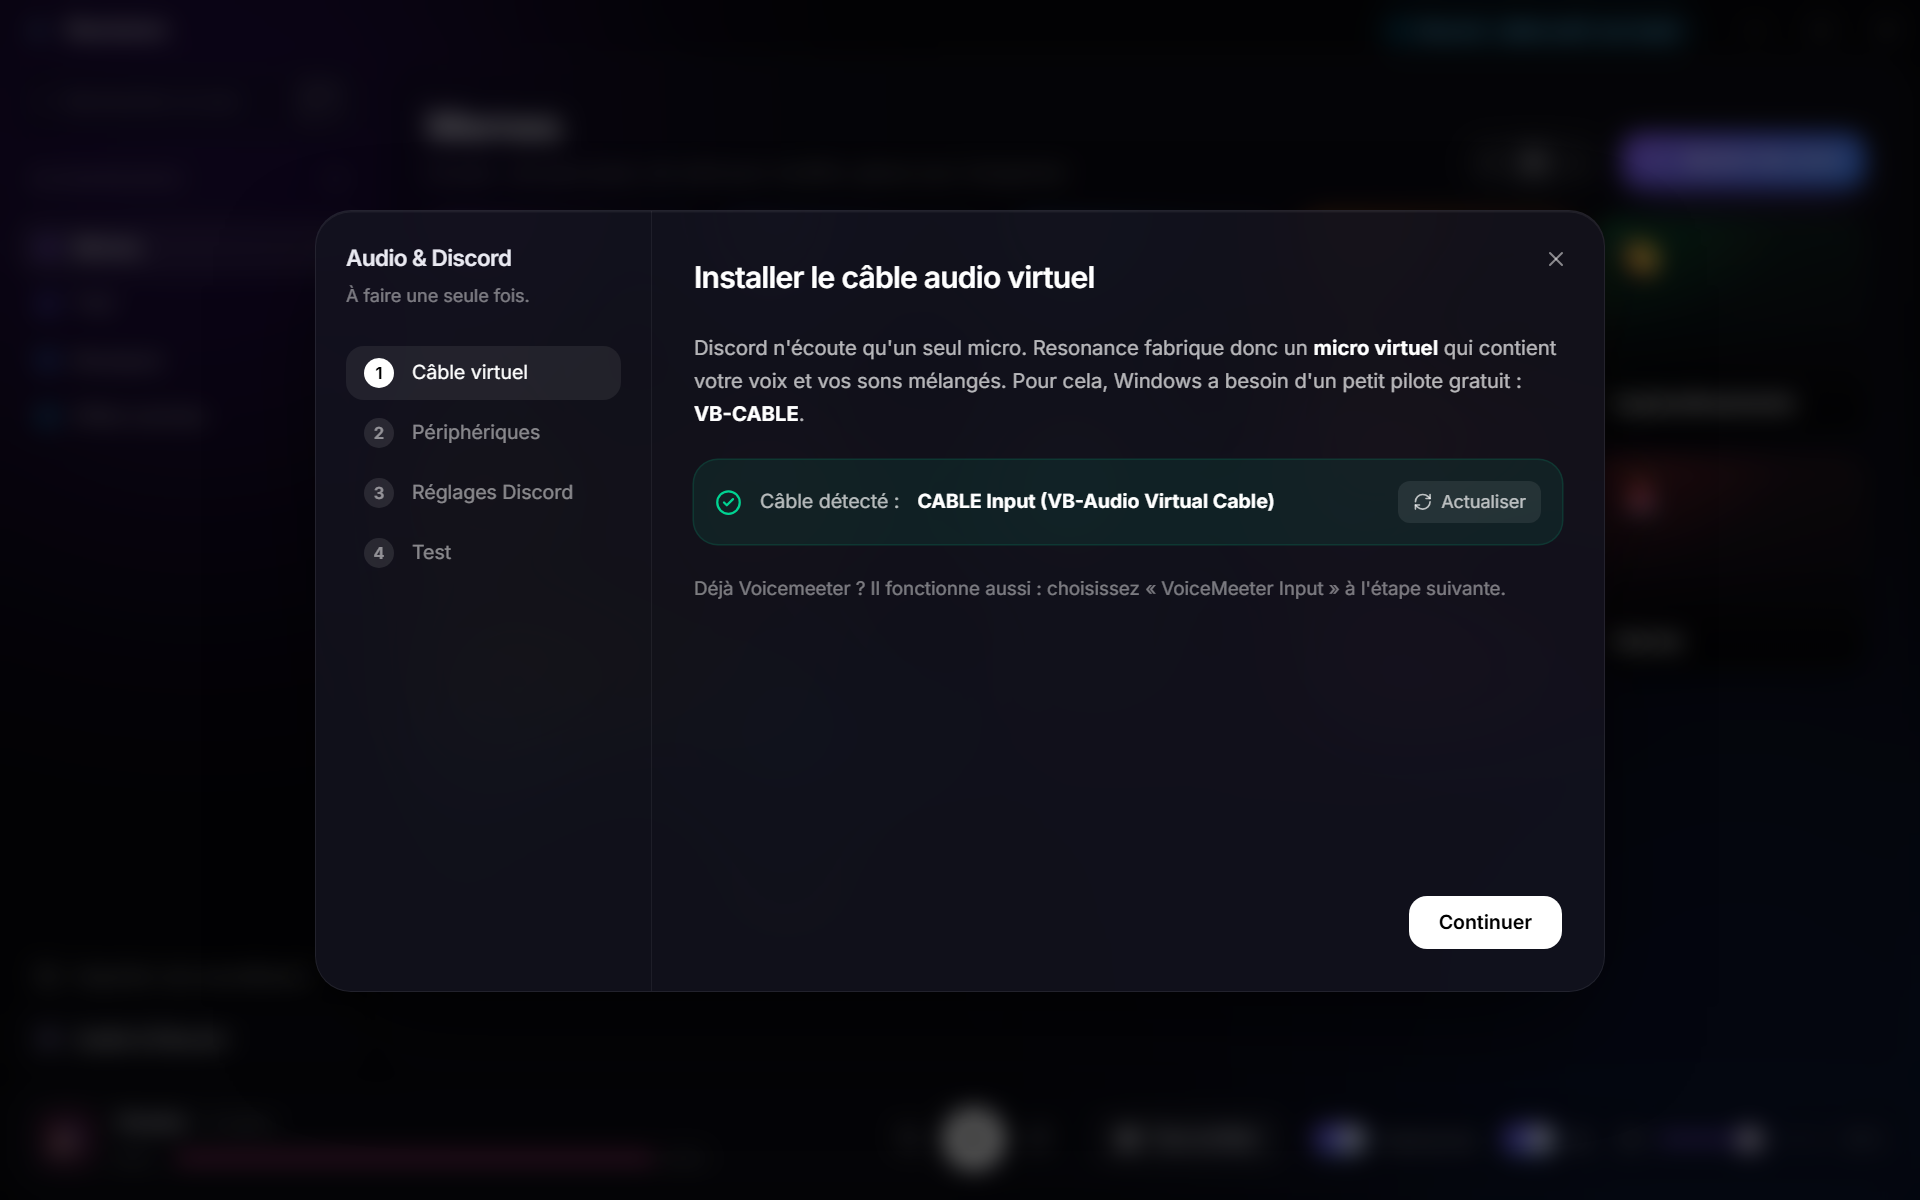 Audio & Discord
À faire une seule fois.
1 Câble virtuel
2 Périphériques
3 Réglages Discord
4 Test
Installer le câble audio virtuel
Discord n'écoute qu'un seul micro. Resonance fabrique donc un micro virtuel qui contient
votre voix et vos sons mélangés. Pour cela, Windows a besoin d'un petit pilote gratuit :
VB-CABLE.
Câble détecté : CABLE Input (VB-Audio Virtual Cable) Actualiser
Déjà Voicemeeter ? Il fonctionne aussi : choisissez « VoiceMeeter Input » à l'étape suivante.
Continuer